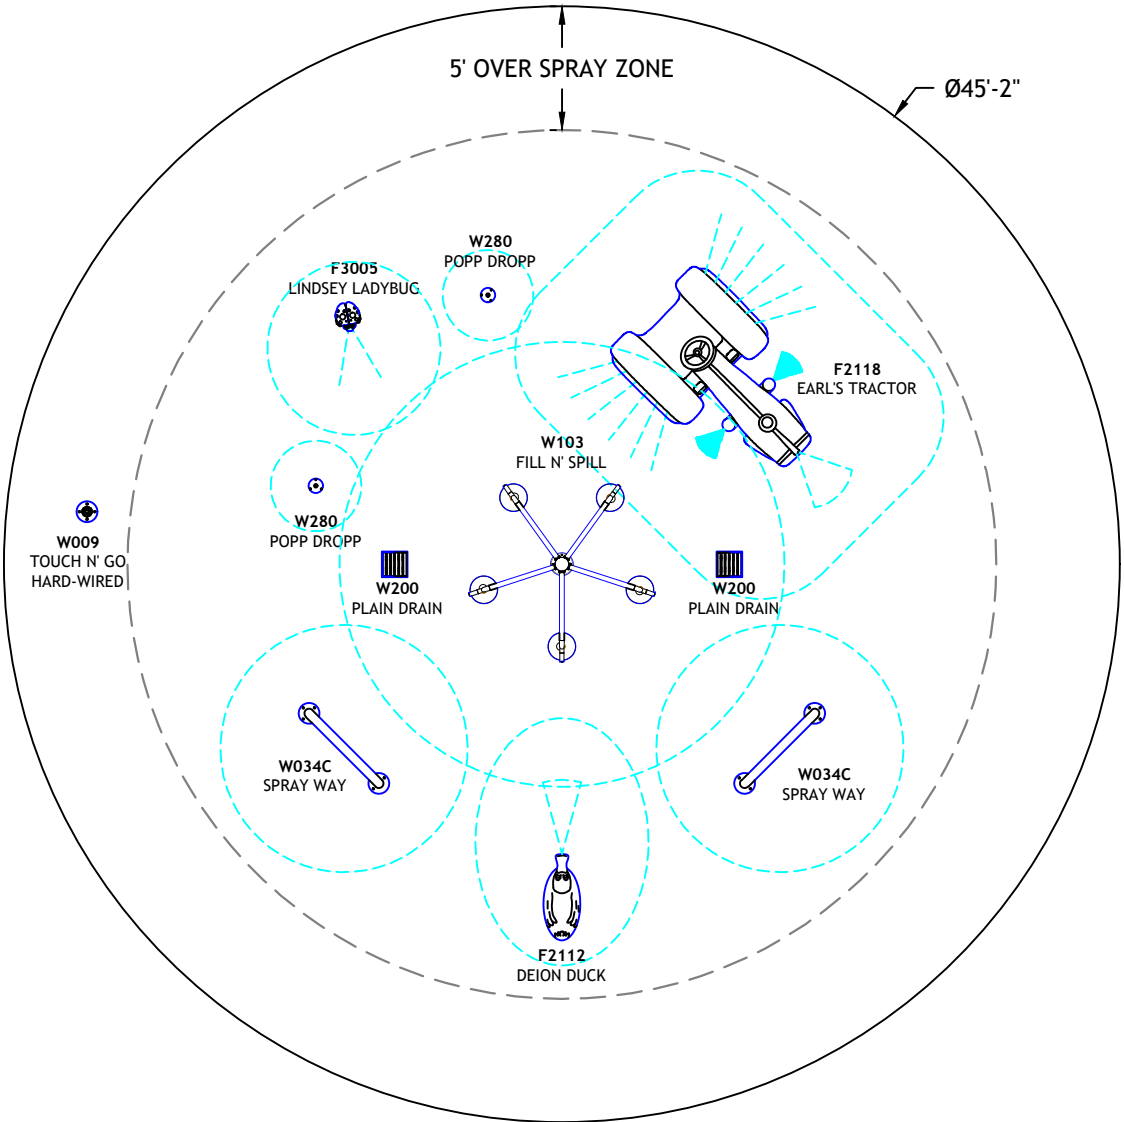 5' OVER SPRAY ZONE
Ø45'-2"
W280
POPP DROPP
F3005
LINDSEY LADYBUG
F2118
EARL'S TRACTOR
W103
FILL N' SPILL
W280
POPP DROPP
W009
TOUCH N' GO
HARD-WIRED
W200
PLAIN DRAIN
W200
PLAIN DRAIN
W034C
SPRAY WAY
W034C
SPRAY WAY
F2112
DEION DUCK